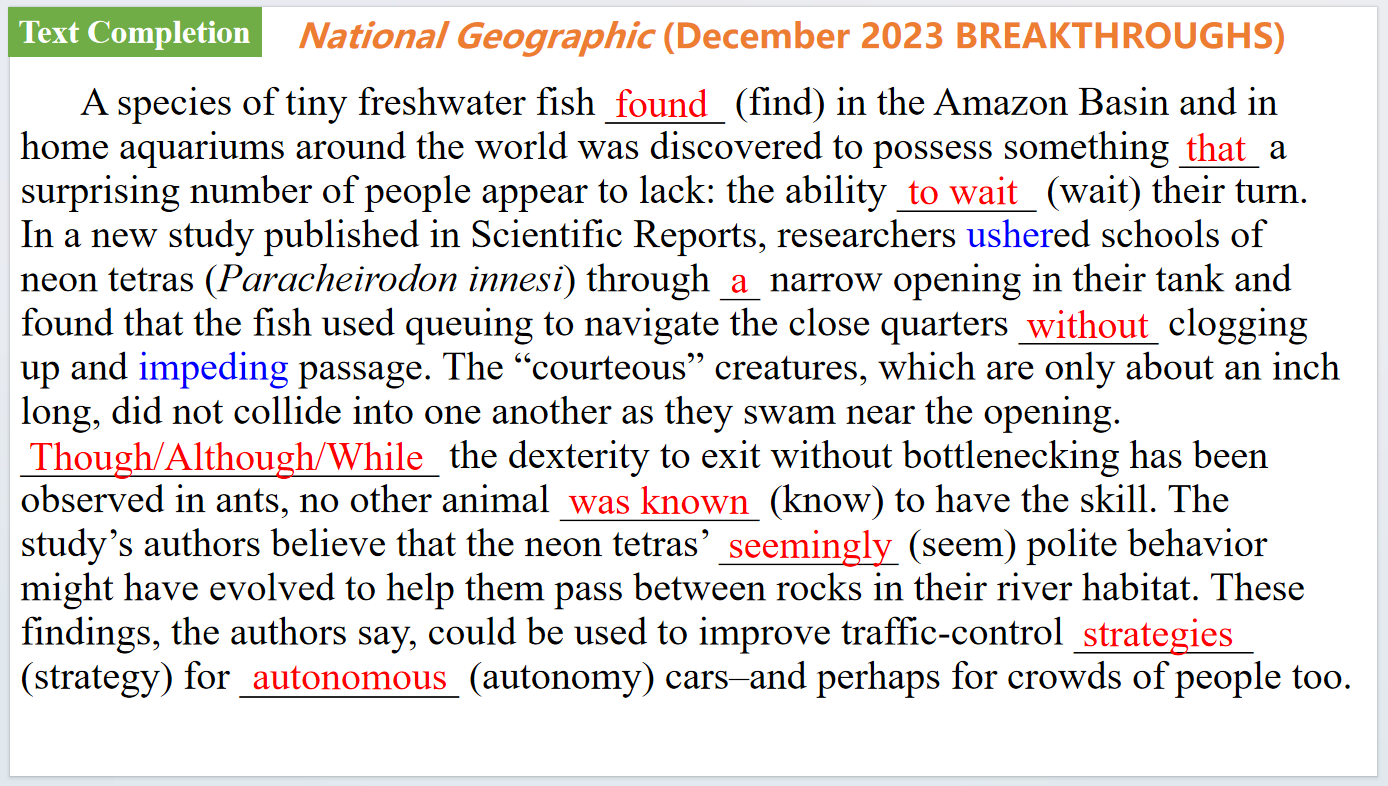 Text Completion National Geographic (December 2023 BREAKTHROUGHS)
A species of tiny freshwater fish found (find) in the Amazon Basin and in
home aquariums around the world was discovered to possess something that a
surprising number of people appear to lack: the ability to wait (wait) their turn.
In a new study published in Scientific Reports, researchers ushered schools of
neon tetras (Paracheirodon innesi) through a narrow opening in their tank and
found that the fish used queuing to navigate the close quarters without clogging
up and impeding passage. The “courteous” creatures, which are only about an inch
long, did not collide into one another as they swam near the opening.
Though/Although/While the dexterity to exit without bottlenecking has been
observed in ants, no other animal was known (know) to have the skill. The
study’s authors believe that the neon tetras’ seemingly (seem) polite behavior
might have evolved to help them pass between rocks in their river habitat. These
findings, the authors say, could be used to improve traffic-control strategies
(strategy) for autonomous (autonomy) cars–and perhaps for crowds of people too.